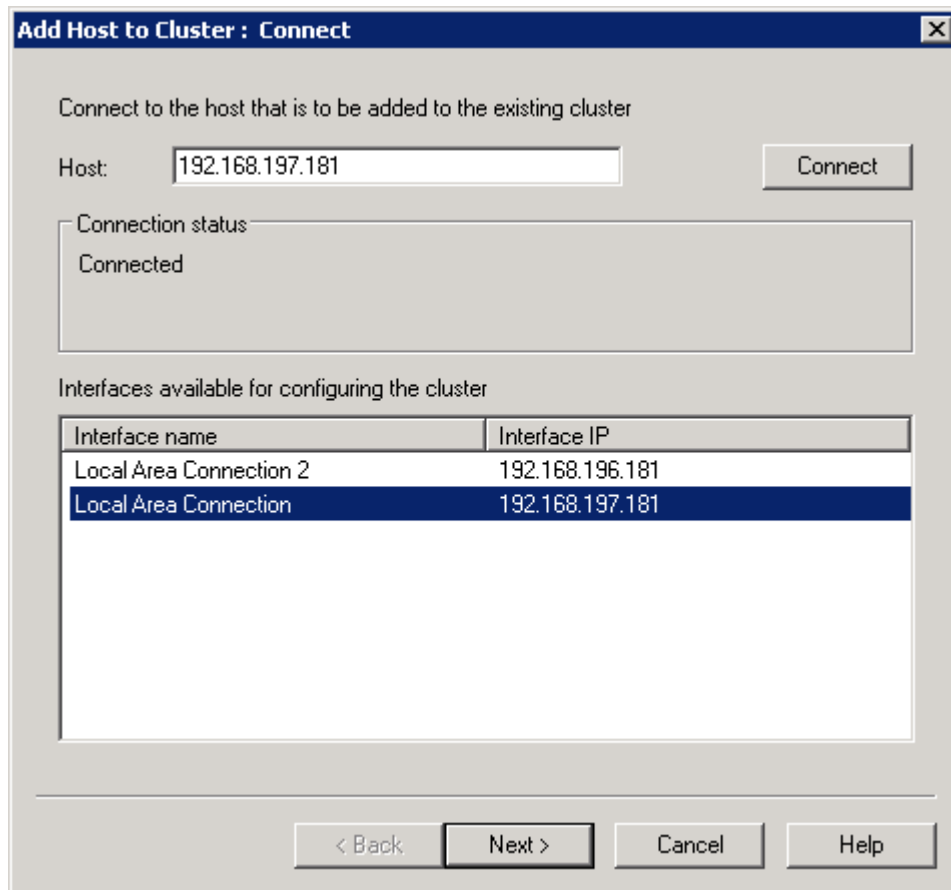 Add Host to Cluster :  Connect
Connect to the host that is to be added to the existing cluster
Host: 192.168.197.181 Connect
Connection status
Connected
Interfaces available for configuring the cluster
Interface name Interface IP
Local Area Connection 2 192.168.196.181
Local Area Connection 192.168.197.181
< Back Next > Cancel Help